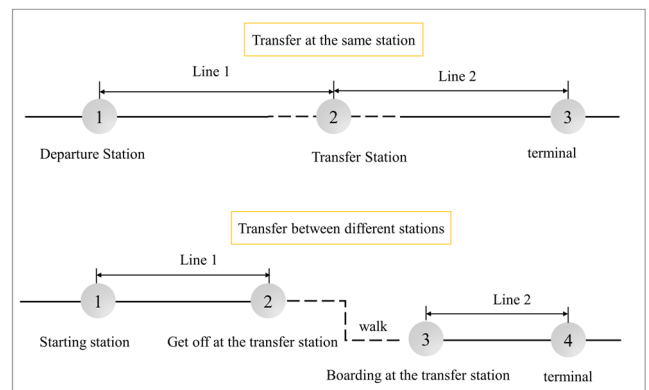 Transfer at the same station
Line 1
Line 2
1
2
3
Departure Station
Transfer Station
terminal
Transfer between different stations
Line 1
Line 2
1
2
walk
3
4
Starting station
Get off at the transfer station
Boarding at the transfer station
terminal